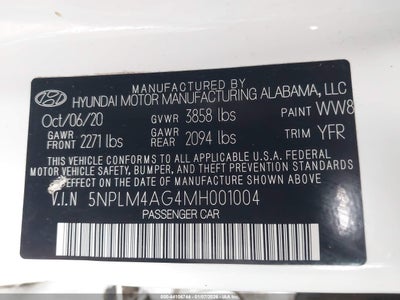 MANUFACTURED BY
HYUNDAI MOTOR MANUFACTURING ALABAMA, LLC
Oct/06/20 GVWR 3858 lbs PAINT WW8
GAWR FRONT 2271 lbs GAWR REAR 2094 lbs TRIM YFR
THIS VEHICLE CONFORMS TO ALL APPLICABLE U.S.A. FEDERAL
MOTOR VEHICLE SAFETY, BUMPER, AND THEFT PREVENTION
STANDARDS IN EFFECT ON THE DATE OF MANUFACTURE SHOWN ABOVE.
V.I.N 5NPLM4AG4MH001004
PASSENGER CAR